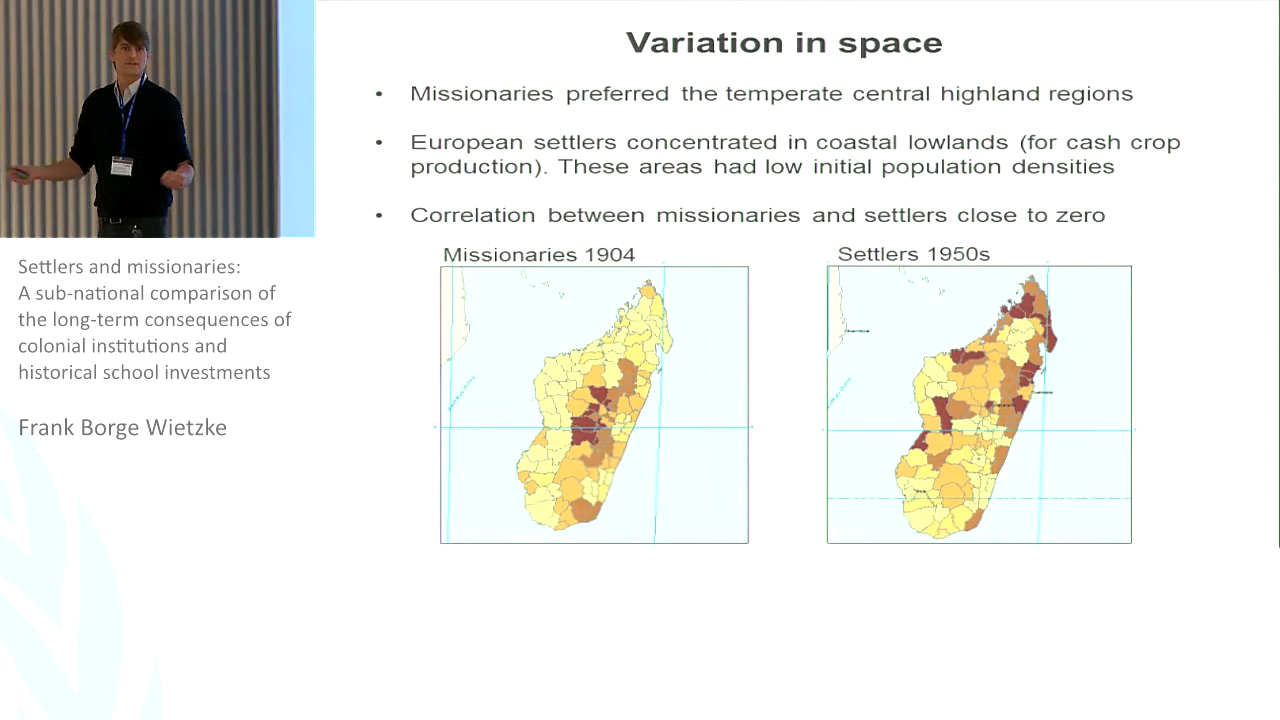 Variation in space
• Missionaries preferred the temperate central highland regions
• European settlers concentrated in coastal lowlands (for cash crop
production). These areas had low initial population densities
• Correlation between missionaries and settlers close to zero
Missionaries 1904
Settlers 1950s
Settlers and missionaries:
A sub-national comparison of
the long-term consequences of
colonial institutions and
historical school investments
Frank Borge Wietzke